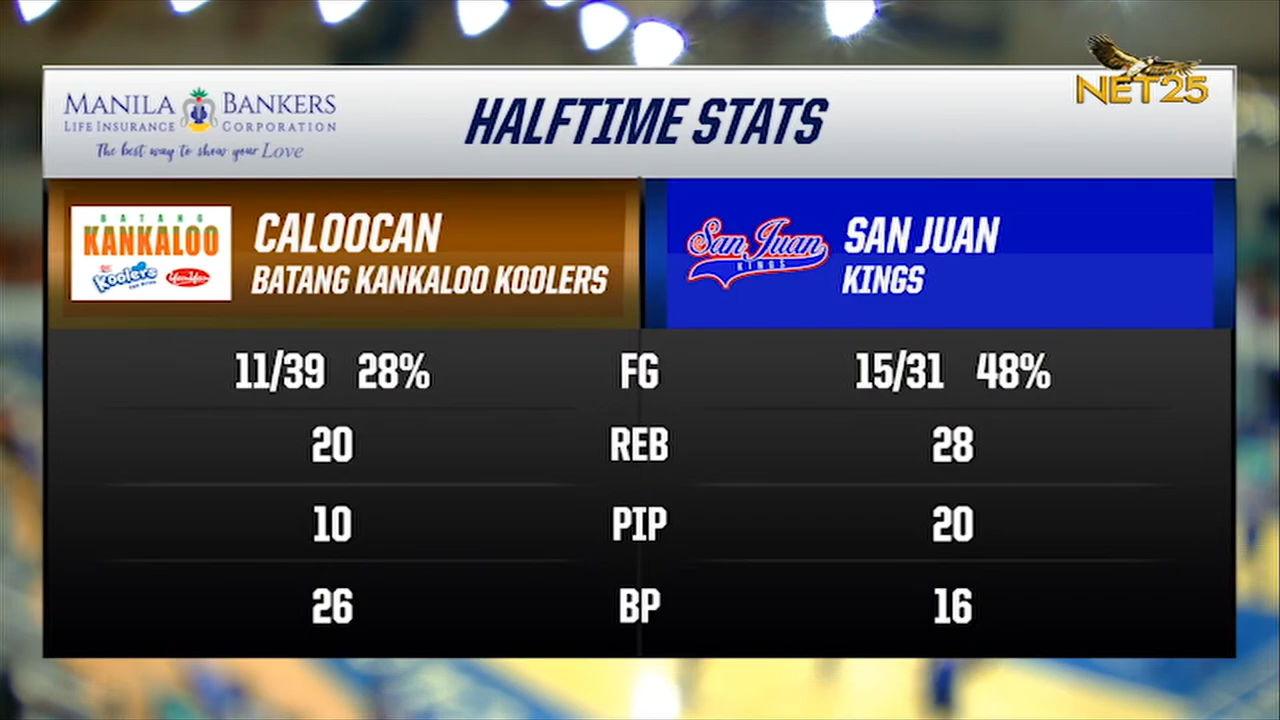 MANILA BANKERS
LIFE INSURANCE CORPORATION
The best way to show your Love
HALFTIME STATS
NET25
BATANG
KANKALOO
Koolers
YamYam
CALOOCAN
BATANG KANKALOO KOOLERS
San Juan
KINGS
SAN JUAN
KINGS
11/39 28% FG 15/31 48%
20 REB 28
10 PIP 20
26 BP 16